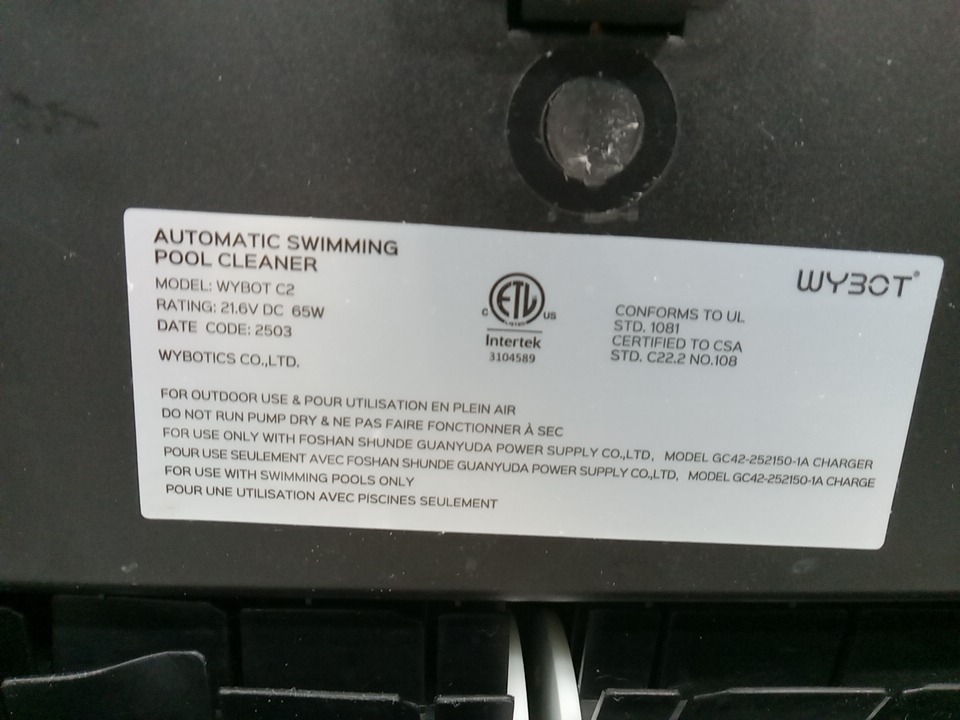 AUTOMATIC SWIMMING
POOL CLEANER
MODEL: WYBOT C2
RATING: 21.6V DC 65W
DATE CODE: 2503
WYBOTICS CO.,LTD.
C ETL US
LISTED
Intertek
3104589
WYBOT®
CONFORMS TO UL
STD. 1081
CERTIFIED TO CSA
STD. C22.2 NO.108
FOR OUTDOOR USE & POUR UTILISATION EN PLEIN AIR
DO NOT RUN PUMP DRY & NE PAS FAIRE FONCTIONNER À SEC
FOR USE ONLY WITH FOSHAN SHUNDE GUANYUDA POWER SUPPLY CO.,LTD, MODEL GC42-252150-1A CHARGER
POUR USE SEULEMENT AVEC FOSHAN SHUNDE GUANYUDA POWER SUPPLY CO.,LTD, MODEL GC42-252150-1A CHARGE
FOR USE WITH SWIMMING POOLS ONLY
POUR UNE UTILISATION AVEC PISCINES SEULEMENT